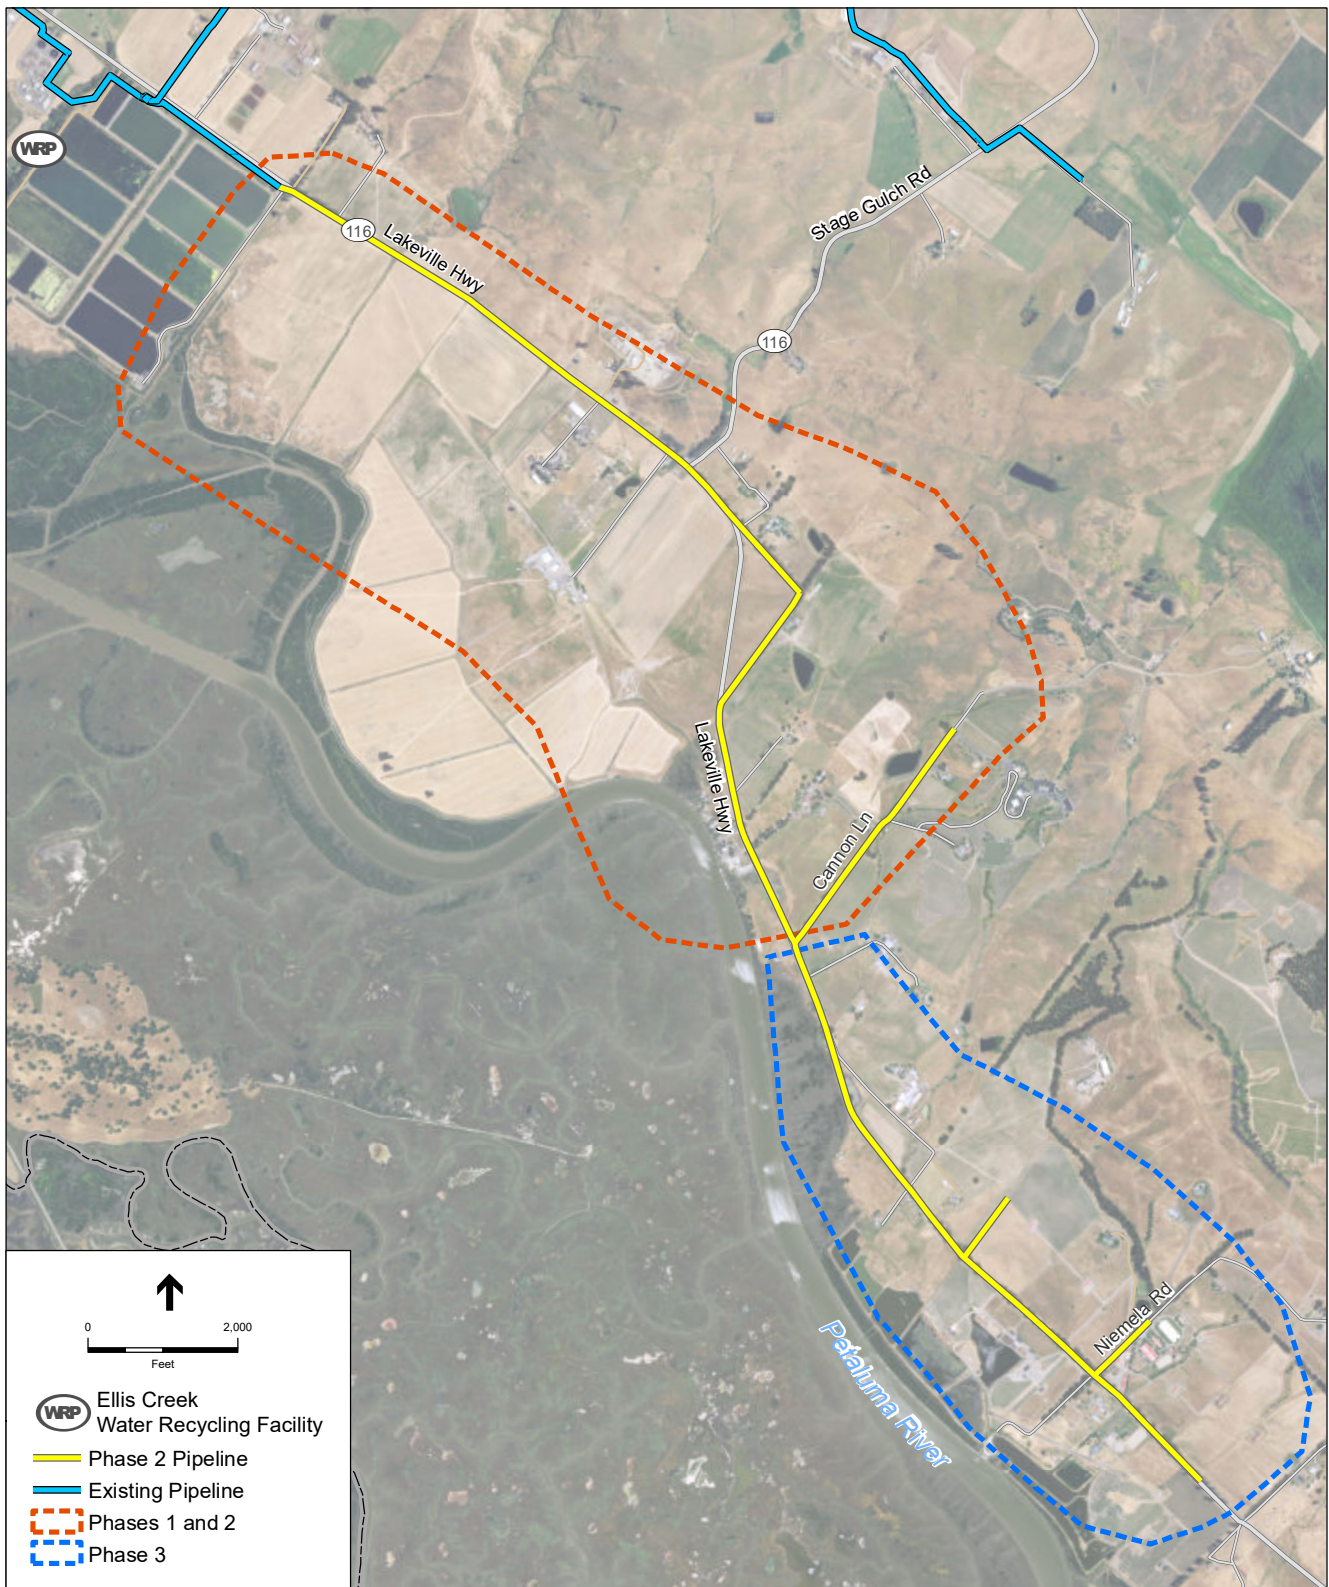 WRP
Stage Gulch Rd
116
Lakeville Hwy
116
Lakeville Hwy
Cannon Ln
Niemela Rd
Petaluma River
0 2,000
Feet
WRP
Ellis Creek
Water Recycling Facility
Phase 2 Pipeline
Existing Pipeline
Phases 1 and 2
Phase 3